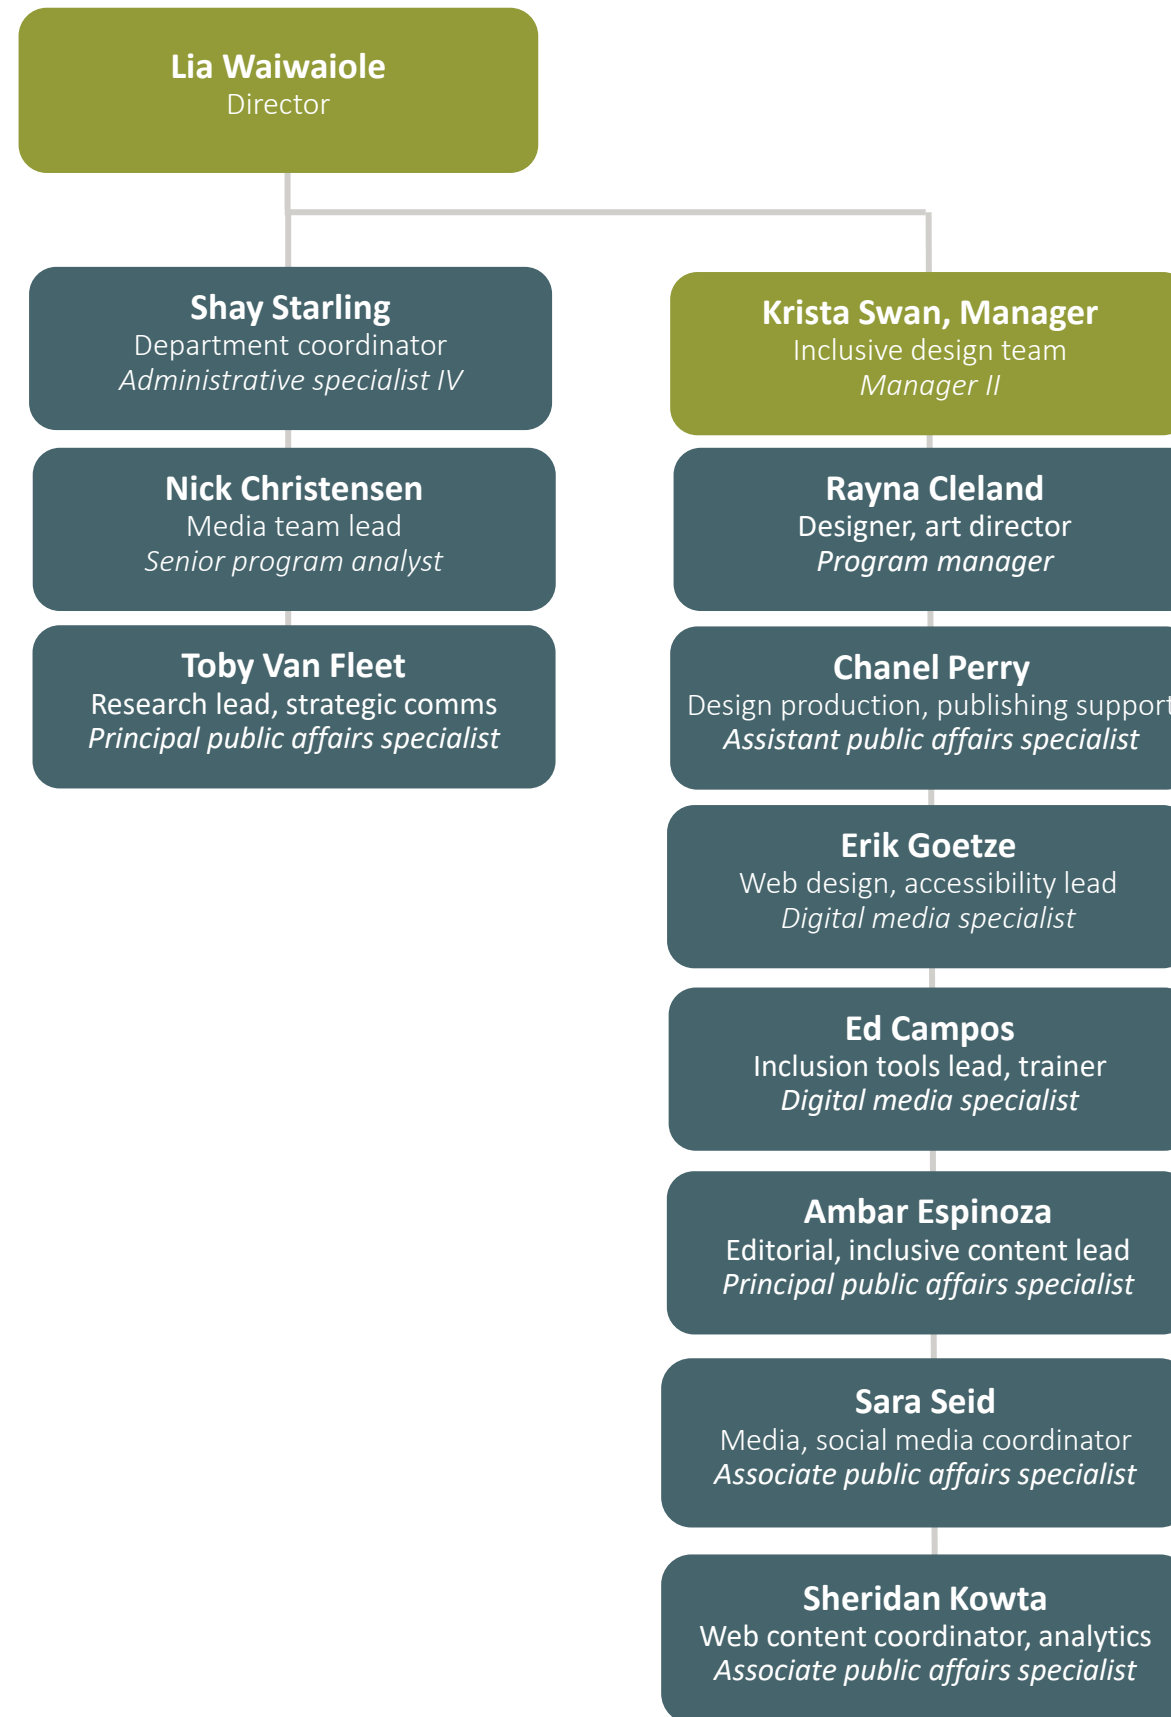 Lia Waiwaiole
Director
Shay Starling
Department coordinator
Administrative specialist IV
Nick Christensen
Media team lead
Senior program analyst
Toby Van Fleet
Research lead, strategic comms
Principal public affairs specialist
Krista Swan, Manager
Inclusive design team
Manager II
Rayna Cleland
Designer, art director
Program manager
Chanel Perry
Design production, publishing support
Assistant public affairs specialist
Erik Goetze
Web design, accessibility lead
Digital media specialist
Ed Campos
Inclusion tools lead, trainer
Digital media specialist
Ambar Espinoza
Editorial, inclusive content lead
Principal public affairs specialist
Sara Seid
Media, social media coordinator
Associate public affairs specialist
Sheridan Kowta
Web content coordinator, analytics
Associate public affairs specialist